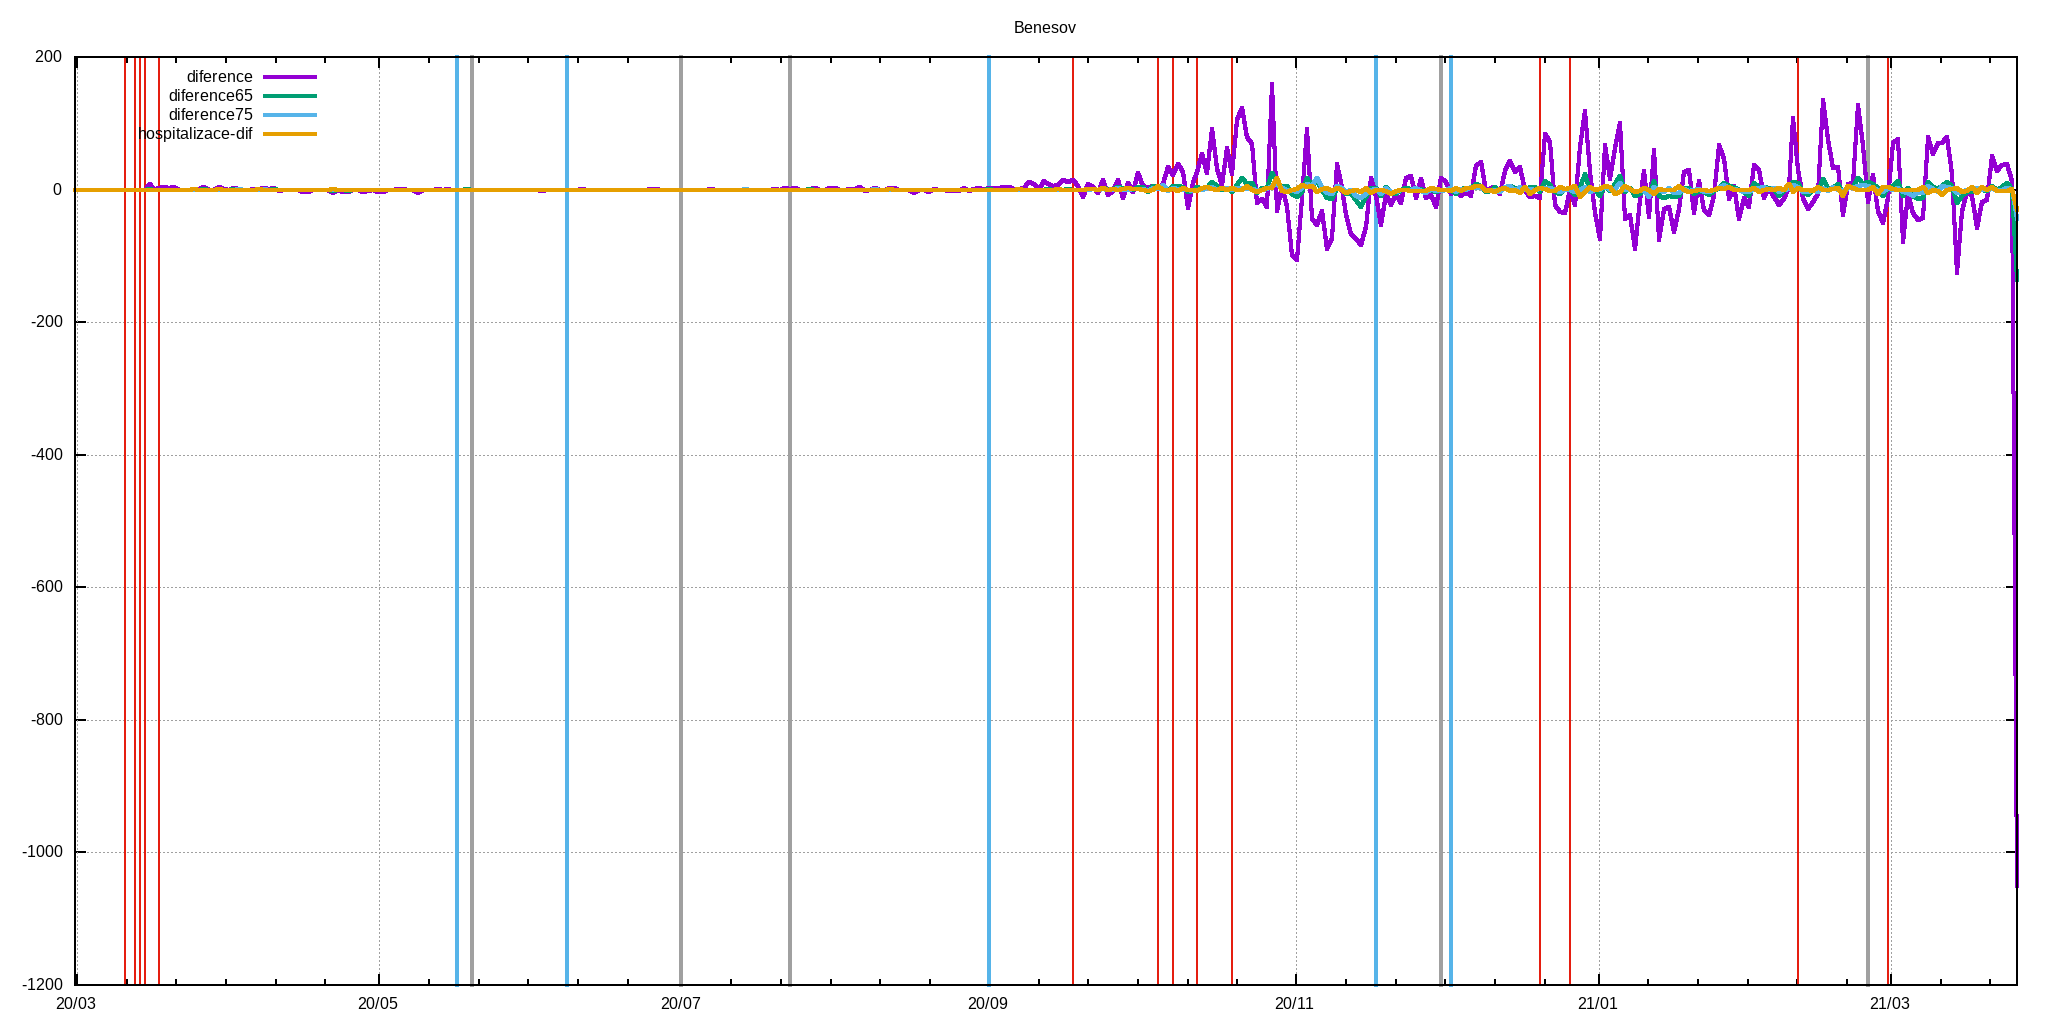 Benesov
200
diference
diference65
diference75
hospitalizace-dif
0
-200
-400
-600
-800
-1000
-1200
20/03 20/05 20/07 20/09 20/11 21/01 21/03